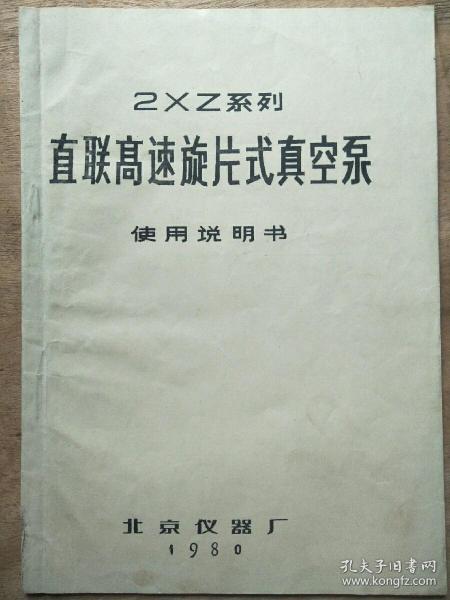 2XZ系列
直联高速旋片式真空泵
使用说明书
北京仪器厂
1980
孔夫子旧书网
www.kongfz.com